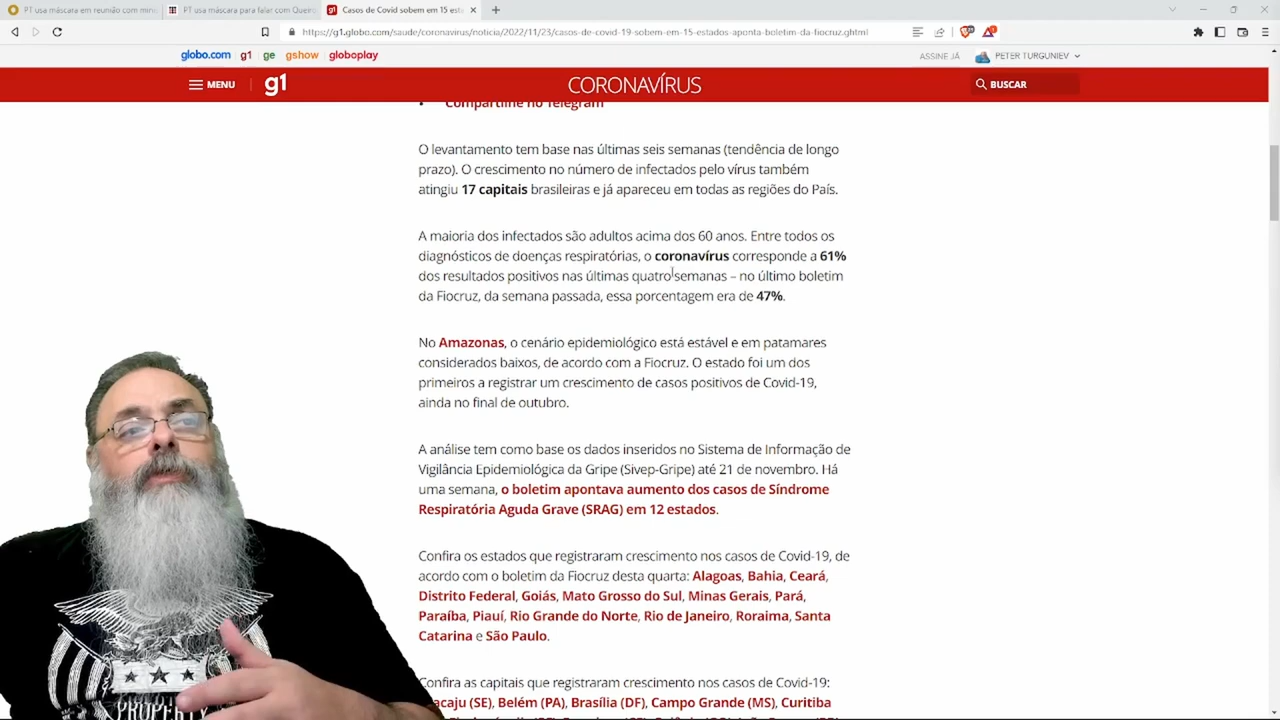 PT usa máscara em reunião com mini
PT usa máscara para falar com Quei
Casos de Covid sobem em 15 esta
https://g1.globo.com/saude/coronavirus/noticia/2022/11/23/casos-de-covid-19-sobem-em-15-estados-aponta-boletim-da-fiocruz.ghtml
globo.com g1 ge gshow globoplay
ASSINE JÁ
PETER TURGUNIEV
MENU
g1
CORONAVÍRUS
BUSCAR
Compartilhe no Telegram
O levantamento tem base nas últimas seis semanas (tendência de longo
prazo). O crescimento no número de infectados pelo vírus também
atingiu 17 capitais brasileiras e já apareceu em todas as regiões do País.
A maioria dos infectados são adultos acima dos 60 anos. Entre todos os
diagnósticos de doenças respiratórias, o coronavírus corresponde a 61%
dos resultados positivos nas últimas quatro semanas – no último boletim
da Fiocruz, da semana passada, essa porcentagem era de 47%.
No Amazonas, o cenário epidemiológico está estável e em patamares
considerados baixos, de acordo com a Fiocruz. O estado foi um dos
primeiros a registrar um crescimento de casos positivos de Covid-19,
ainda no final de outubro.
A análise tem como base os dados inseridos no Sistema de Informação de
Vigilância Epidemiológica da Gripe (Sivep-Gripe) até 21 de novembro. Há
uma semana, o boletim apontava aumento dos casos de Síndrome
Respiratória Aguda Grave (SRAG) em 12 estados.
Confira os estados que registraram crescimento nos casos de Covid-19, de
acordo com o boletim da Fiocruz desta quarta: Alagoas, Bahia, Ceará,
Distrito Federal, Goiás, Mato Grosso do Sul, Minas Gerais, Pará,
Paraíba, Piauí, Rio Grande do Norte, Rio de Janeiro, Roraima, Santa
Catarina e São Paulo.
Confira as capitais que registraram crescimento nos casos de Covid-19:
acaju (SE), Belém (PA), Brasília (DF), Campo Grande (MS), Curitiba
PROPERTY